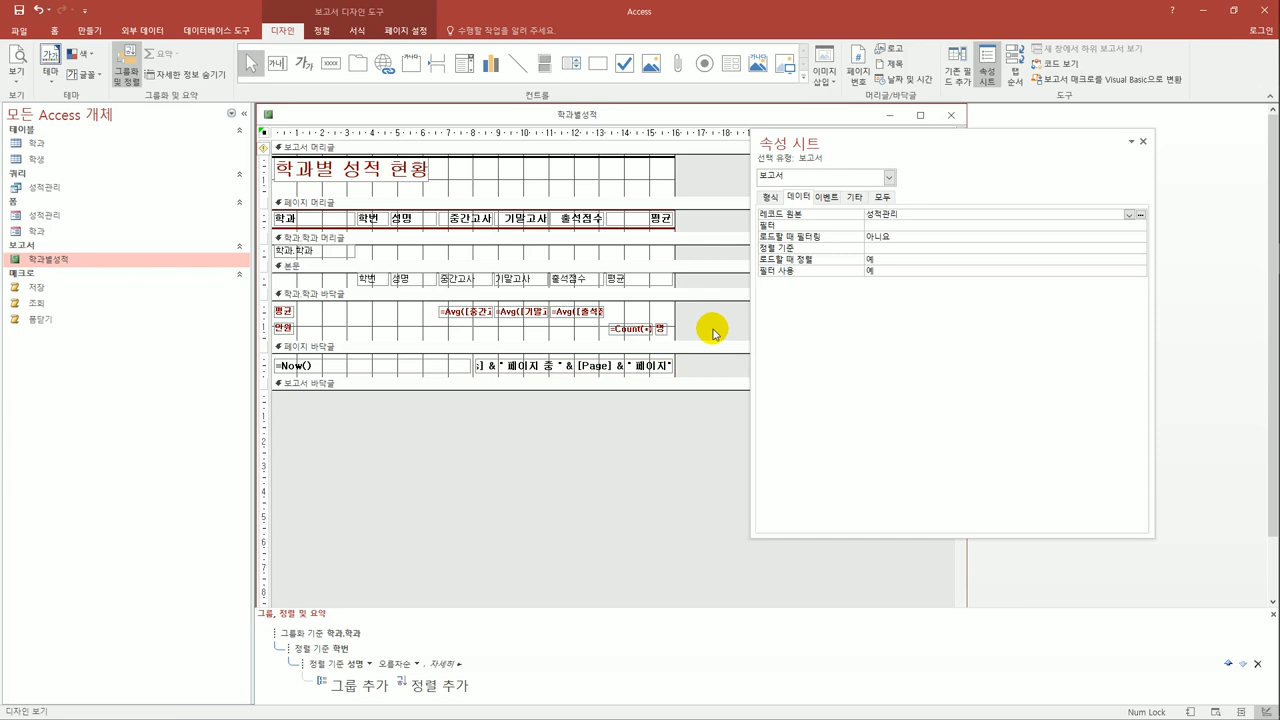 보고서 디자인 도구
Access
로그인
파일 홈 만들기 외부 데이터 데이터베이스 도구 디자인 정렬 서식 페이지 설정 수행할 작업을 알려 주세요.
보기
테마
색
글꼴
그룹화 및 정렬
요약
자세한 정보 숨기기
이미지 삽입
페이지 번호
로고
제목
날짜 및 시간
기존 필드 추가
속성 시트
탭 순서
새 창에서 하위 보고서 보기
코드 보기
보고서 매크로를 Visual Basic으로 변환
보기 테마 그룹화 및 요약 컨트롤 머리글/바닥글 도구
모든 Access 개체
테이블
학과
학생
쿼리
성적관리
폼
성적관리
학과
보고서
학과별성적
매크로
저장
조회
폼닫기
학과별성적
보고서 머리글
학과별 성적 현황
페이지 머리글
학과 학번 성명 중간고사 기말고사 출석점수 평균
학과.학과 머리글
학과.학과
본문
학번 성명 중간고사 기말고사 출석점수 평균
학과.학과 바닥글
평균 =Avg([중간고 =Avg([기말고 =Avg([출석점
인원 =Count(*) 명
페이지 바닥글
=Now() ;] & " 페이지 중 " & [Page] & " 페이지"
보고서 바닥글
속성 시트
선택 유형: 보고서
보고서
형식 데이터 이벤트 기타 모두
레코드 원본 성적관리
필터
로드할 때 필터링 아니요
정렬 기준
로드할 때 정렬 예
필터 사용 예
그룹, 정렬 및 요약
그룹화 기준 학과.학과
정렬 기준 학번
정렬 기준 성명 오름차순 , 자세히
그룹 추가 정렬 추가
디자인 보기
Num Lock